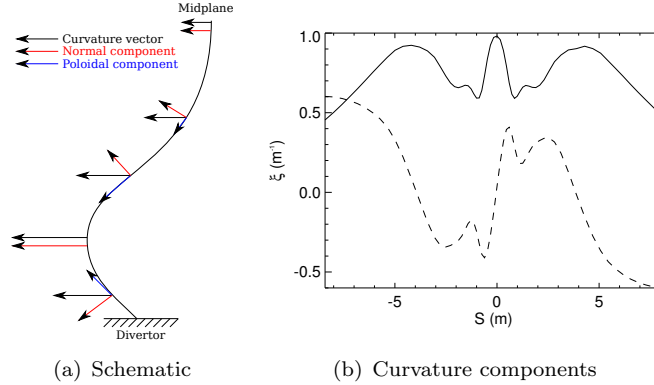 Midplane
Curvature vector
Normal component
Poloidal component
Divertor
(a) Schematic
1.0
0.5
0.0
-0.5
ξ (m⁻¹)
-5
0
5
S (m)
(b) Curvature components